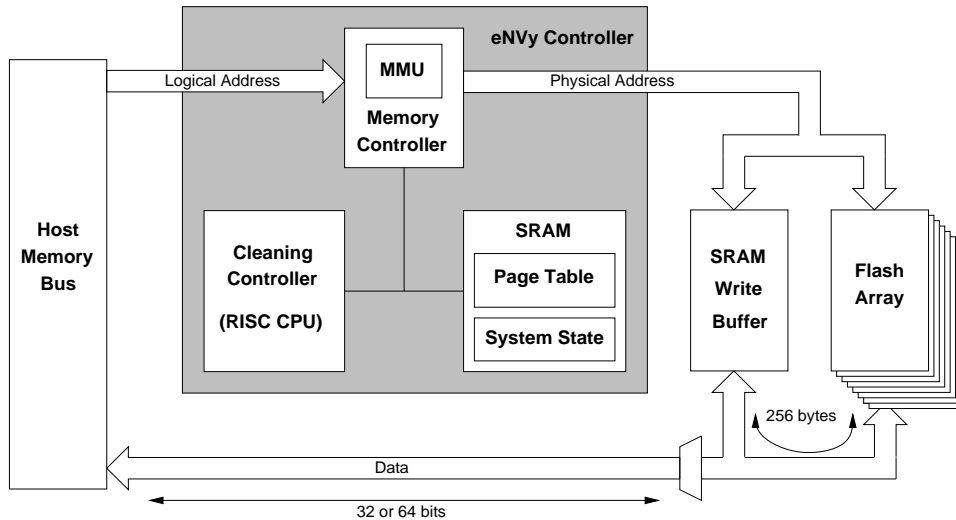 eNVy Controller
MMU
Memory
Controller
Logical Address
Physical Address
Host
Memory
Bus
Cleaning
Controller
(RISC CPU)
SRAM
Page Table
System State
SRAM
Write
Buffer
Flash
Array
256 bytes
Data
32 or 64 bits